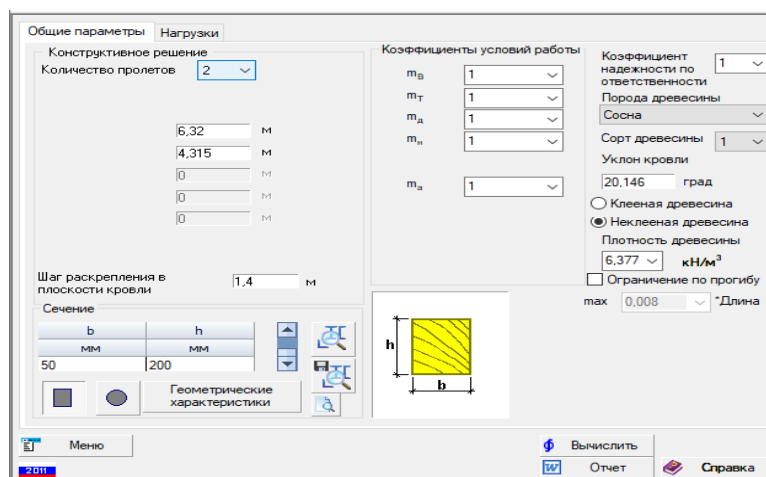 Общие параметры Нагрузки
Конструктивное решение
Количество пролетов 2
6,32 м
4,315 м
0 м
0 м
0 м
Шаг раскрепления в плоскости кровли 1,4 м
Сечение
b h
мм мм
50 200
Геометрические характеристики
Коэффициенты условий работы
mВ 1
mТ 1
mд 1
mн 1
mа 1
Коэффициент надежности по ответственности 1
Порода древесины
Сосна
Сорт древесины 1
Уклон кровли
20,146 град
Клееная древесина
Неклееная древесина
Плотность древесины
6,377 кН/м³
Ограничение по прогибу
max 0,008 *Длина
h
b
Меню
Вычислить
2011
Отчет
Справка